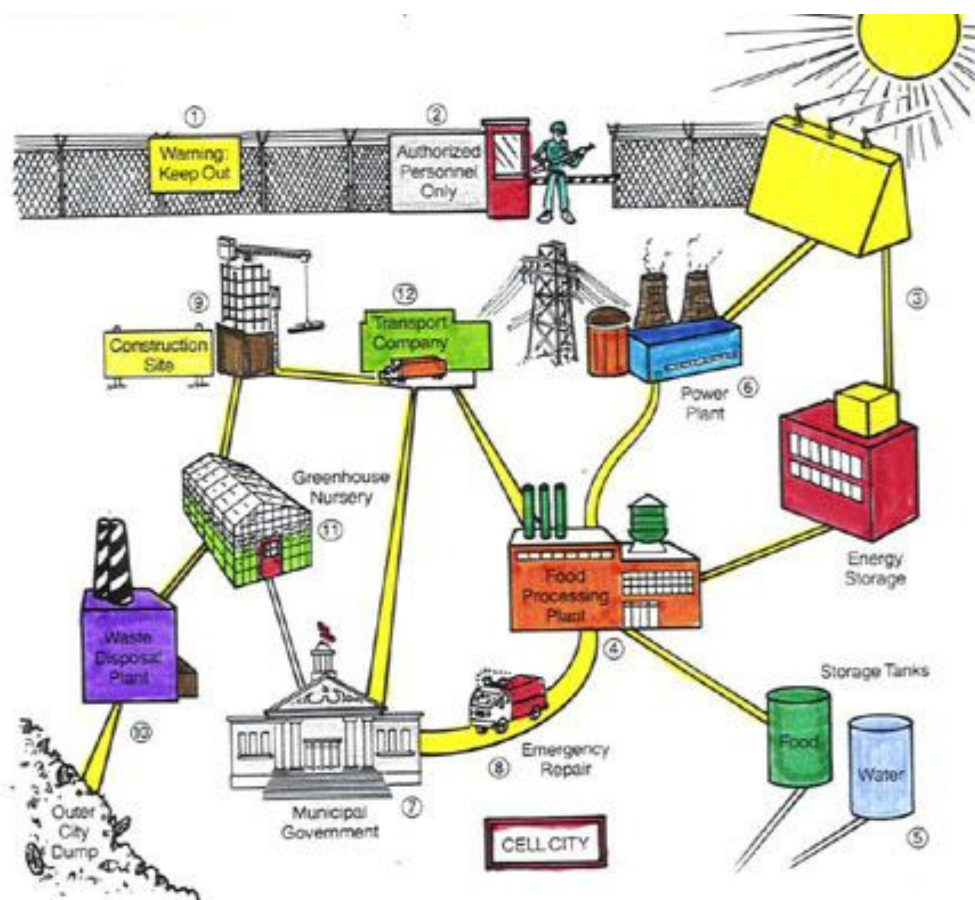 ①
②
Warning:
Keep Out
Authorized
Personnel
Only
③
⑨
Construction
Site
⑫
Transport
Company
Power
Plant
⑥
Greenhouse
Nursery
⑪
Energy
Storage
Food
Processing
Plant
④
Waste
Disposal
Plant
⑩
Storage Tanks
Food
Water
⑤
Emergency
Repair
⑧
Municipal
Government
⑦
Outer
City
Dump
CELL CITY